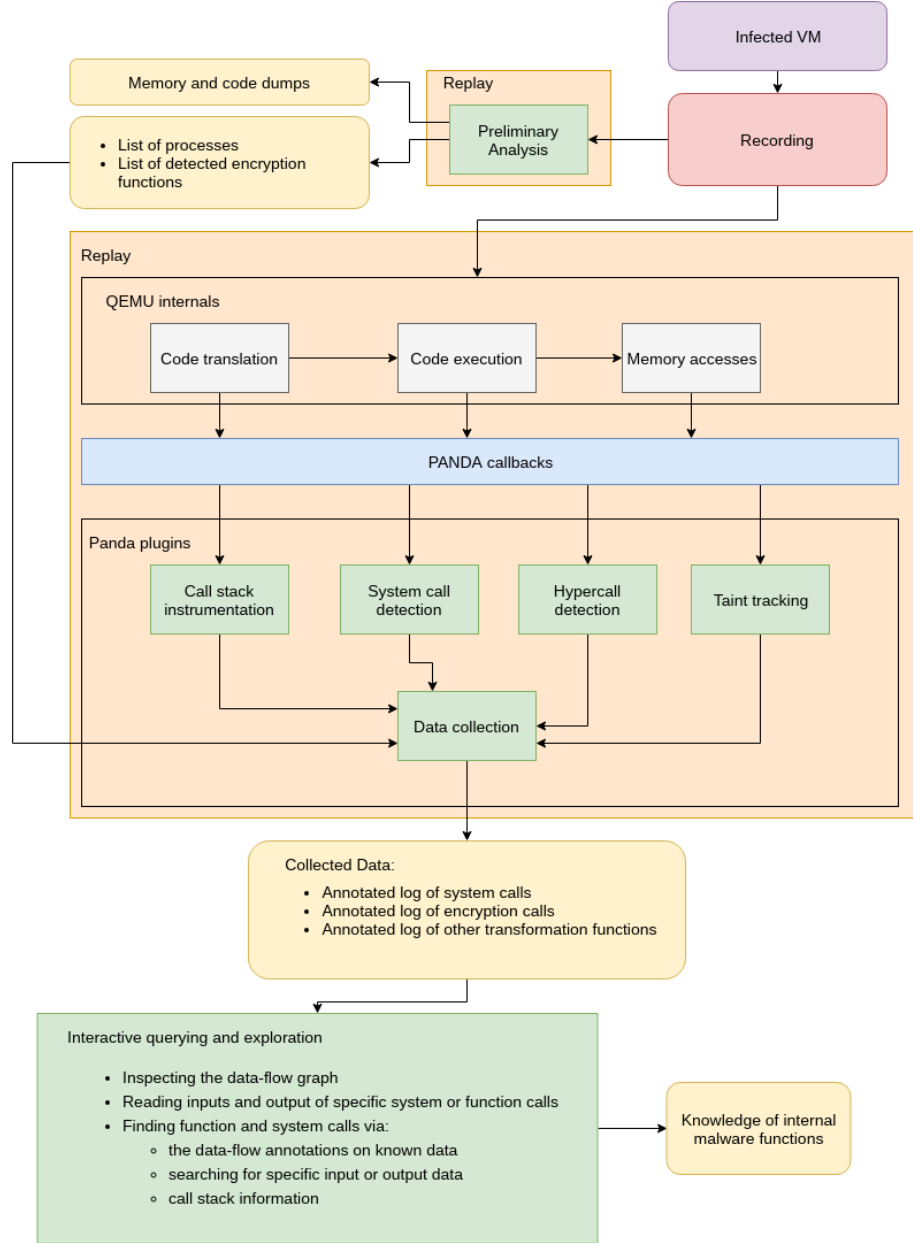 Infected VM
Memory and code dumps
Replay
Preliminary
Analysis
Recording
• List of processes
• List of detected encryption
functions
Replay
QEMU internals
Code translation
Code execution
Memory accesses
PANDA callbacks
Panda plugins
Call stack
instrumentation
System call
detection
Hypercall
detection
Taint tracking
Data collection
Collected Data:
• Annotated log of system calls
• Annotated log of encryption calls
• Annotated log of other transformation functions
Interactive querying and exploration
• Inspecting the data-flow graph
• Reading inputs and output of specific system or function calls
• Finding function and system calls via:
◦ the data-flow annotations on known data
◦ searching for specific input or output data
◦ call stack information
Knowledge of internal
malware functions